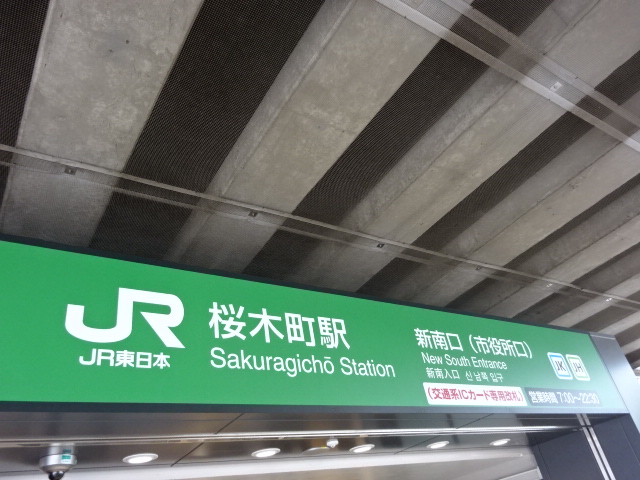 JR
JR東日本
桜木町駅
Sakuragichō Station
新南口(市役所口)
New South Entrance
新南入口 신 남쪽 입구
(交通系ICカード専用改札) 営業時間 7:00~22:30
JK JH